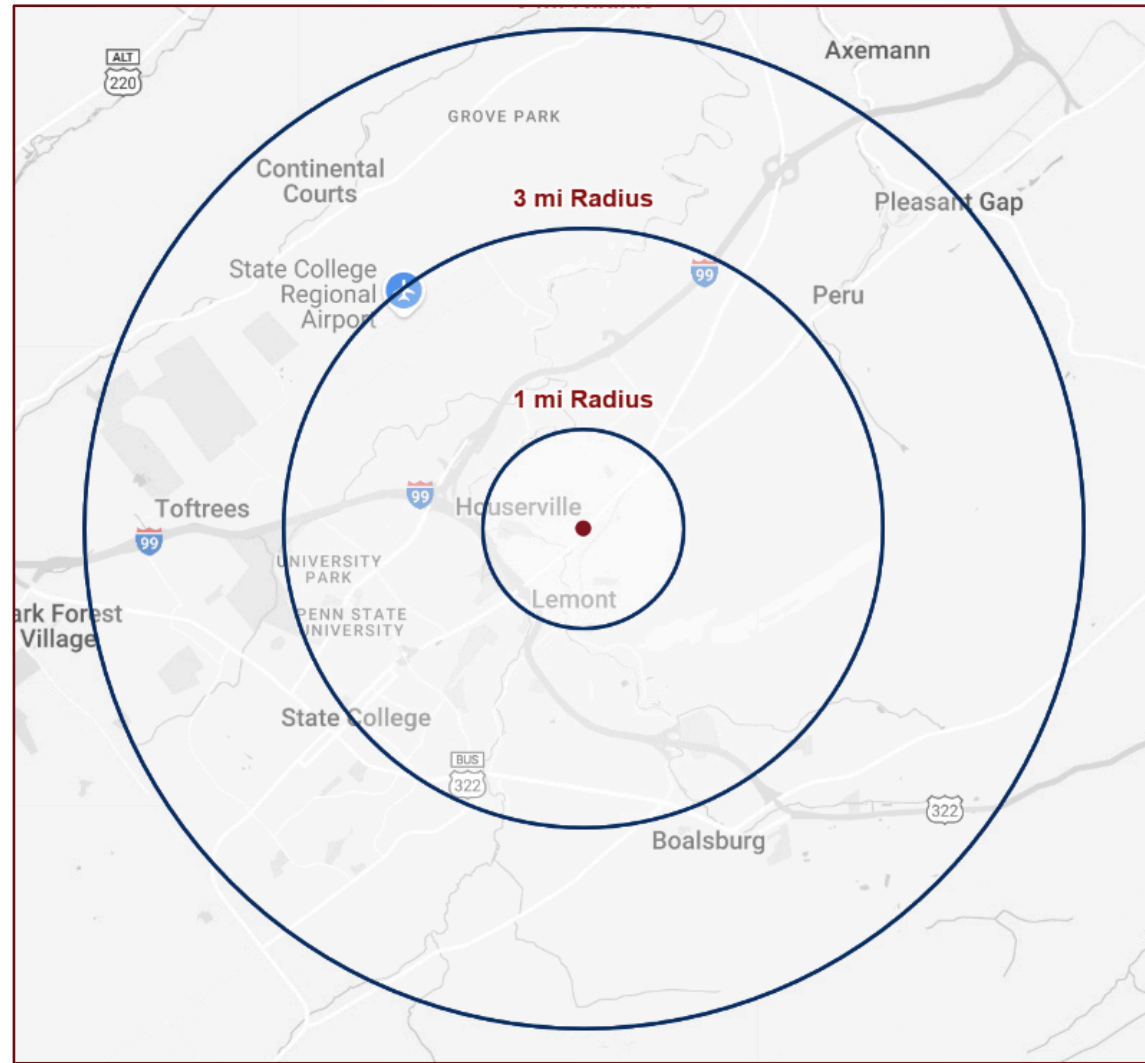 Axemann
ALT
220
GROVE PARK
Continental
Courts
3 mi Radius
Pleasant Gap
State College
Regional
Airport
99
Peru
1 mi Radius
99
Houserville
Toftrees
99
UNIVERSITY
PARK
Lemont
PENN STATE
UNIVERSITY
ark Forest
Village
State College
BUS
322
322
Boalsburg